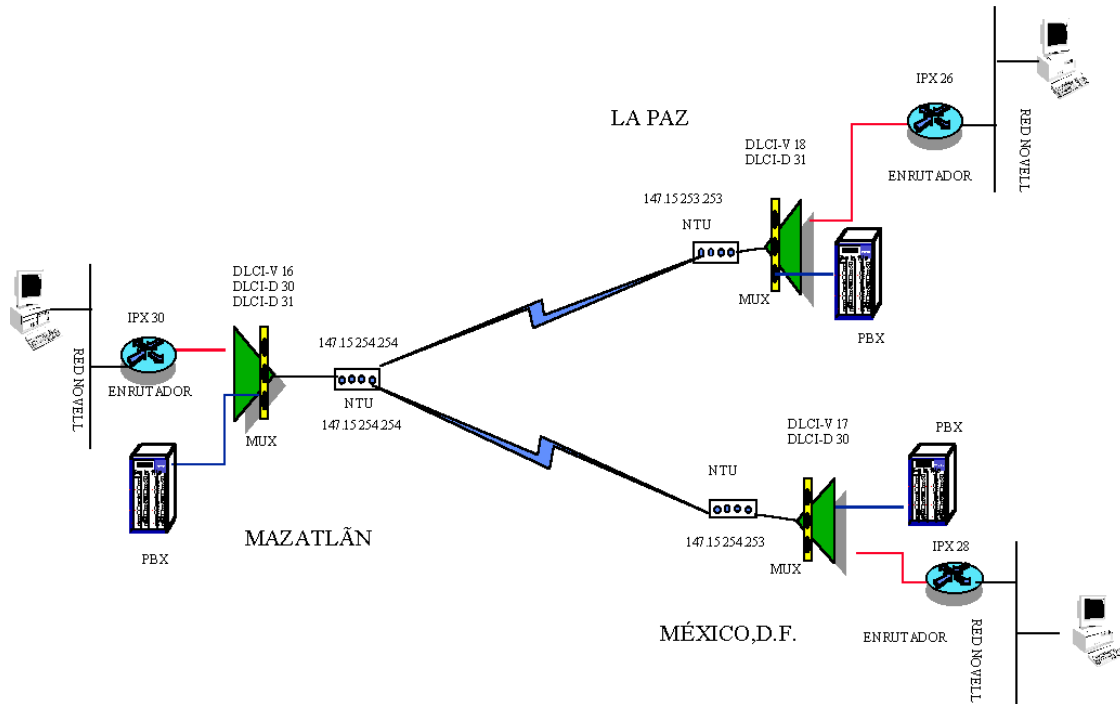 IPX 26
LA PAZ
DLCI-V 18
DLCI-D 31
ENRUTADOR
RED NOVELL
147.15.253.253
NTU
MUX
PBX
DLCI-V 16
DLCI-D 30
DLCI-D 31
IPX 30
147.15.254.254
RED NOVELL
ENRUTADOR
NTU
147.15.254.254
MUX
PBX
MAZATLÃN
DLCI-V 17
DLCI-D 30
PBX
NTU
147.15.254.253
MUX
IPX 28
MÉXICO,D.F.
ENRUTADOR
RED NOVELL